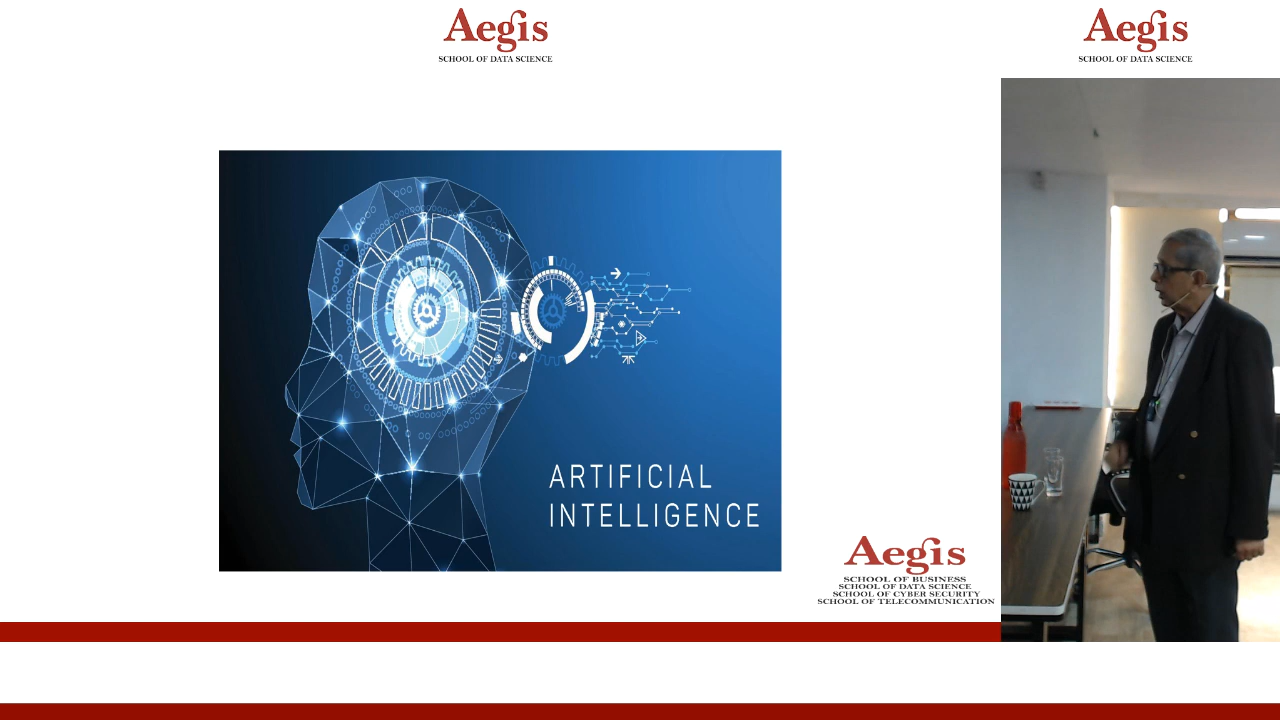 Aegis
SCHOOL OF DATA SCIENCE
Aegis
SCHOOL OF DATA SCIENCE
ARTIFICIAL
INTELLIGENCE
Aegis
SCHOOL OF BUSINESS
SCHOOL OF DATA SCIENCE
SCHOOL OF CYBER SECURITY
SCHOOL OF TELECOMMUNICATION